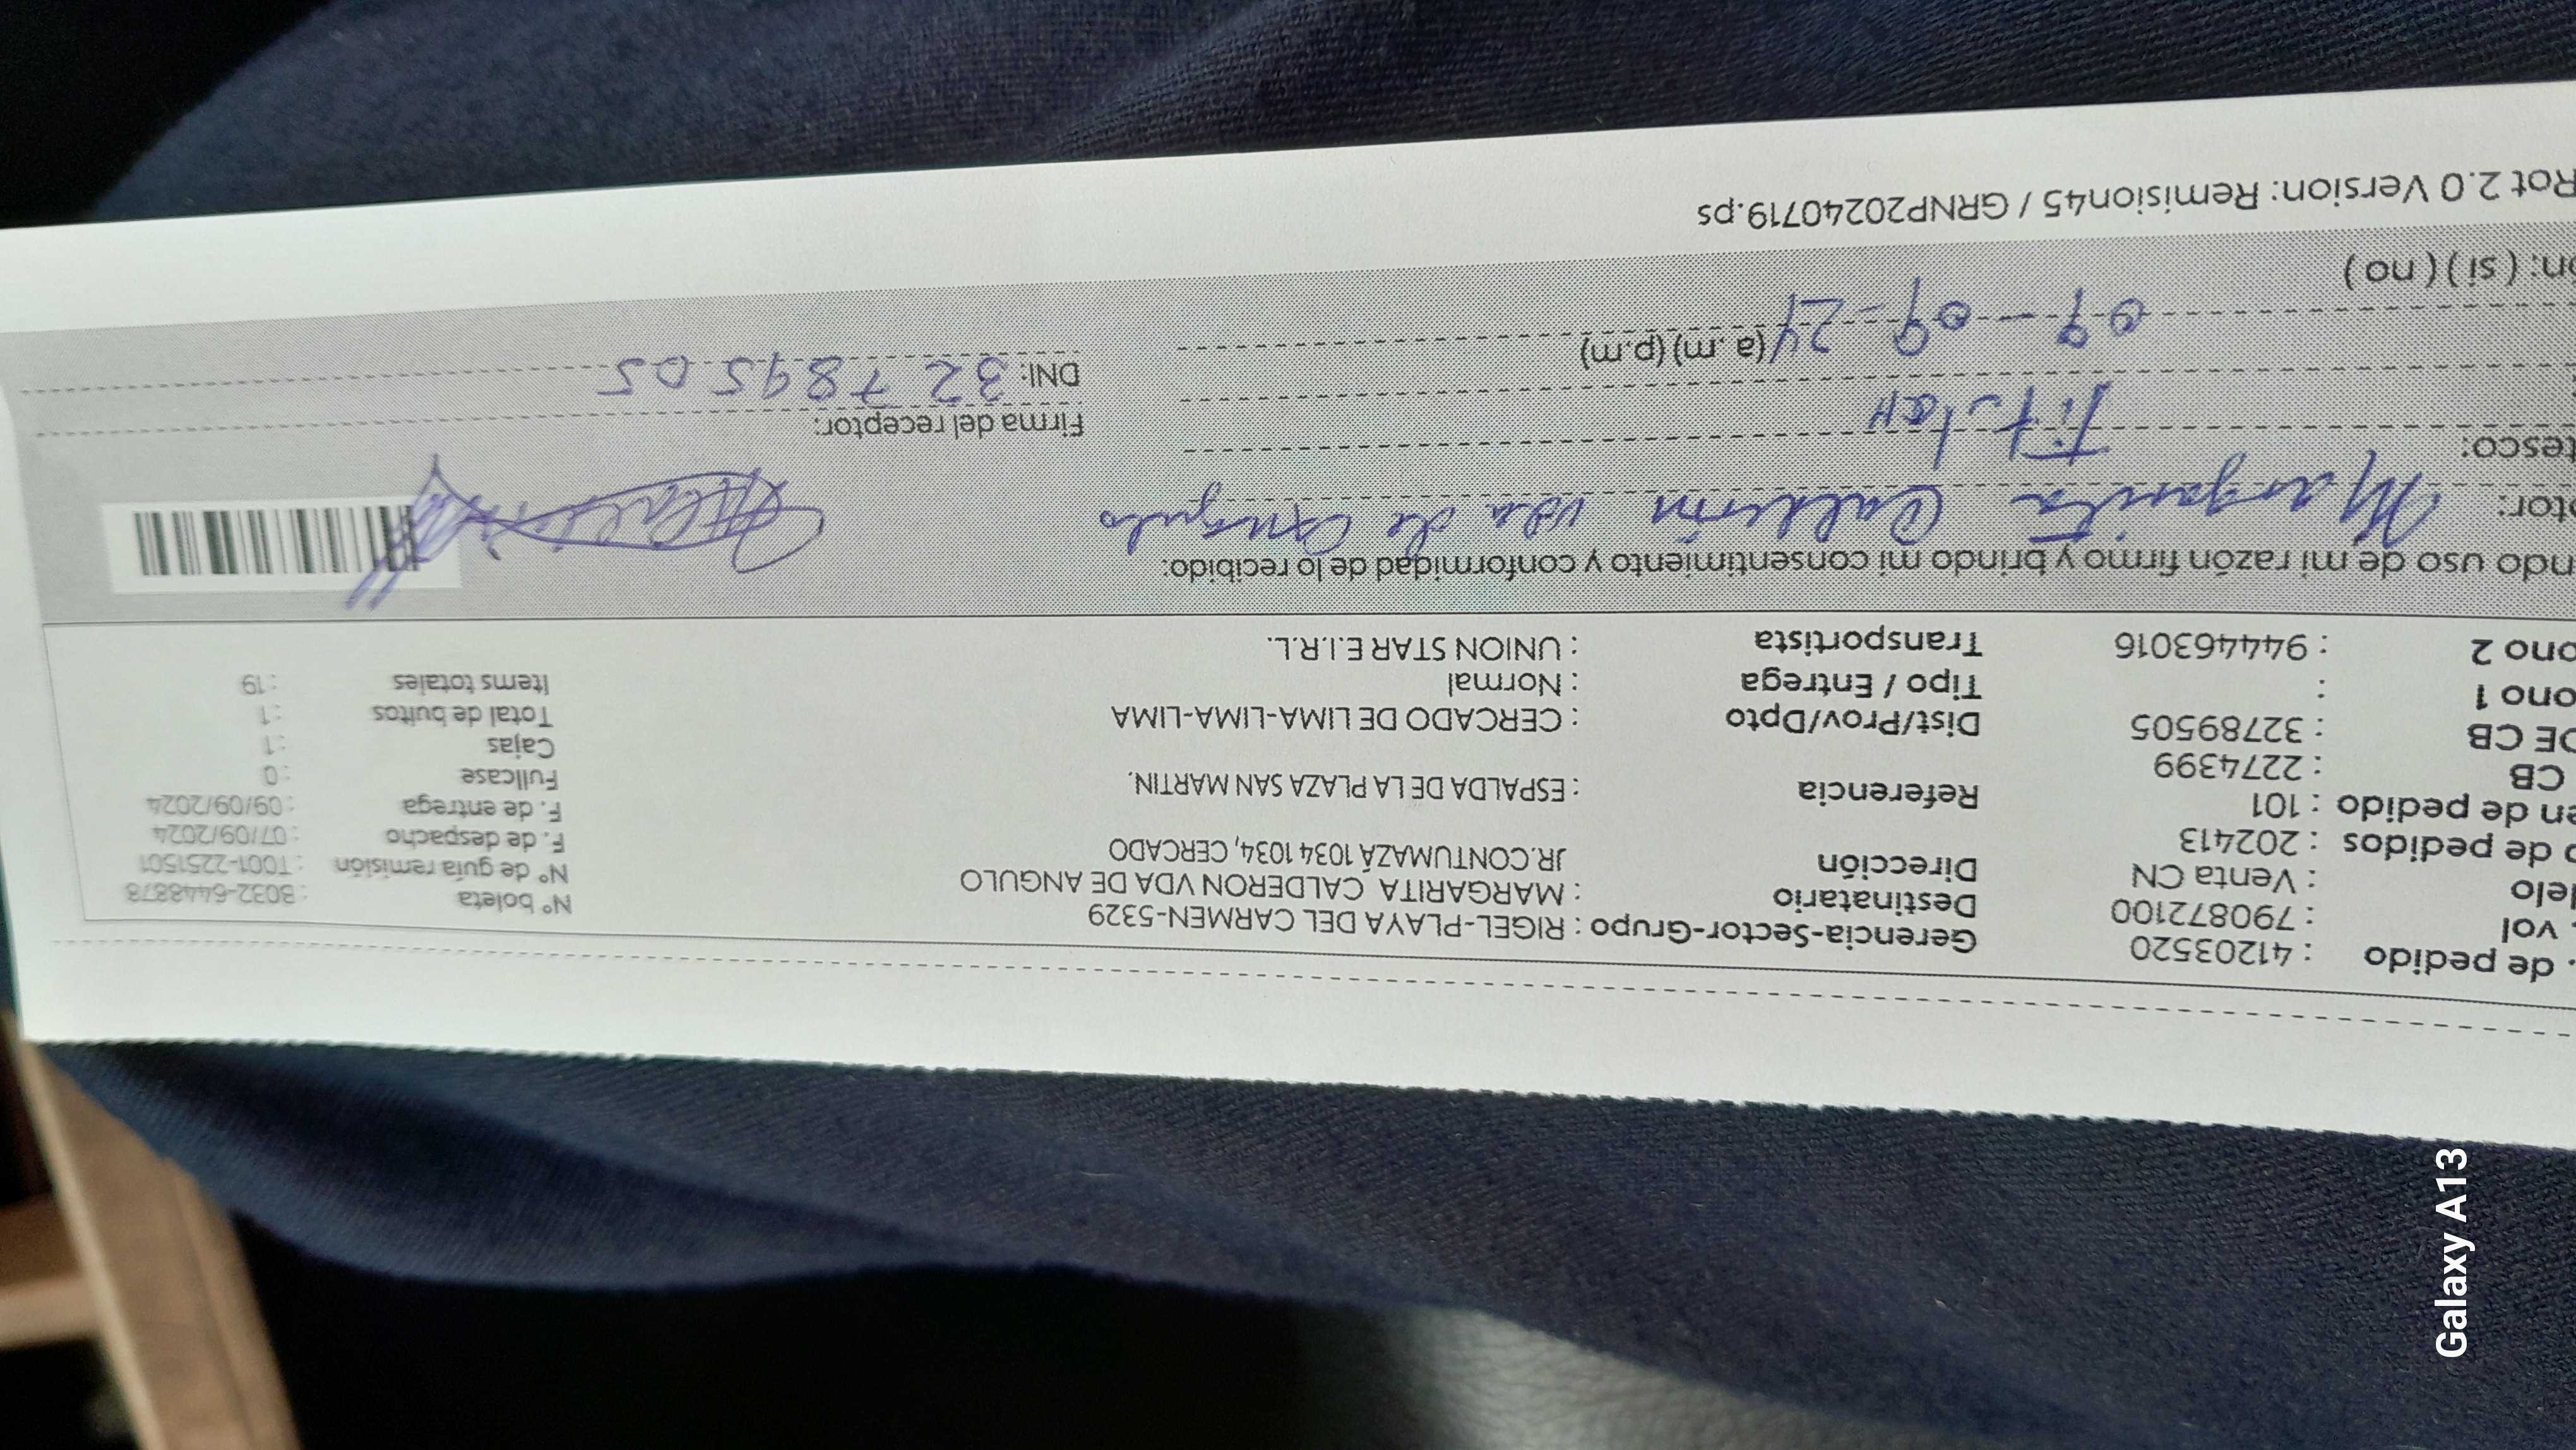 . de pedido : 41203520 Gerencia-Sector-Grupo : RIGEL-PLAYA DEL CARMEN-5329 Nº boleta : B032-6448878
. vol : 790872100 Destinatario : MARGARITA CALDERON VDA DE ANGULO Nº de guía remisión : T001-2251501
delo : Venta CN Dirección JR.CONTUMAZÁ 1034 1034, CERCADO F. de despacho : 07/09/2024
o de pedidos : 202413 F. de entrega : 09/09/2024
en de pedido : 101 Referencia : ESPALDA DE LA PLAZA SAN MARTIN. Fullcase : 0
CB : 2274399 Cajas : 1
DE CB : 32789505 Dist/Prov/Dpto : CERCADO DE LIMA-LIMA-LIMA Total de bultos : 1
ono 1 : Tipo / Entrega : Normal Items totales : 19
ono 2 : 944463016 Transportista : UNION STAR E.I.R.L.
ndo uso de mi razón firmo y brindo mi consentimiento y conformidad de lo recibido:
ptor: Margarita Calderón vda de Angulo
tesco: Titular Firma del receptor:
09-09-24 (a.m) (p.m) DNI: 32789505
ón: ( si ) ( no )
Rot 2.0 Version: Remision45 / GRNP20240719.ps
Galaxy A13